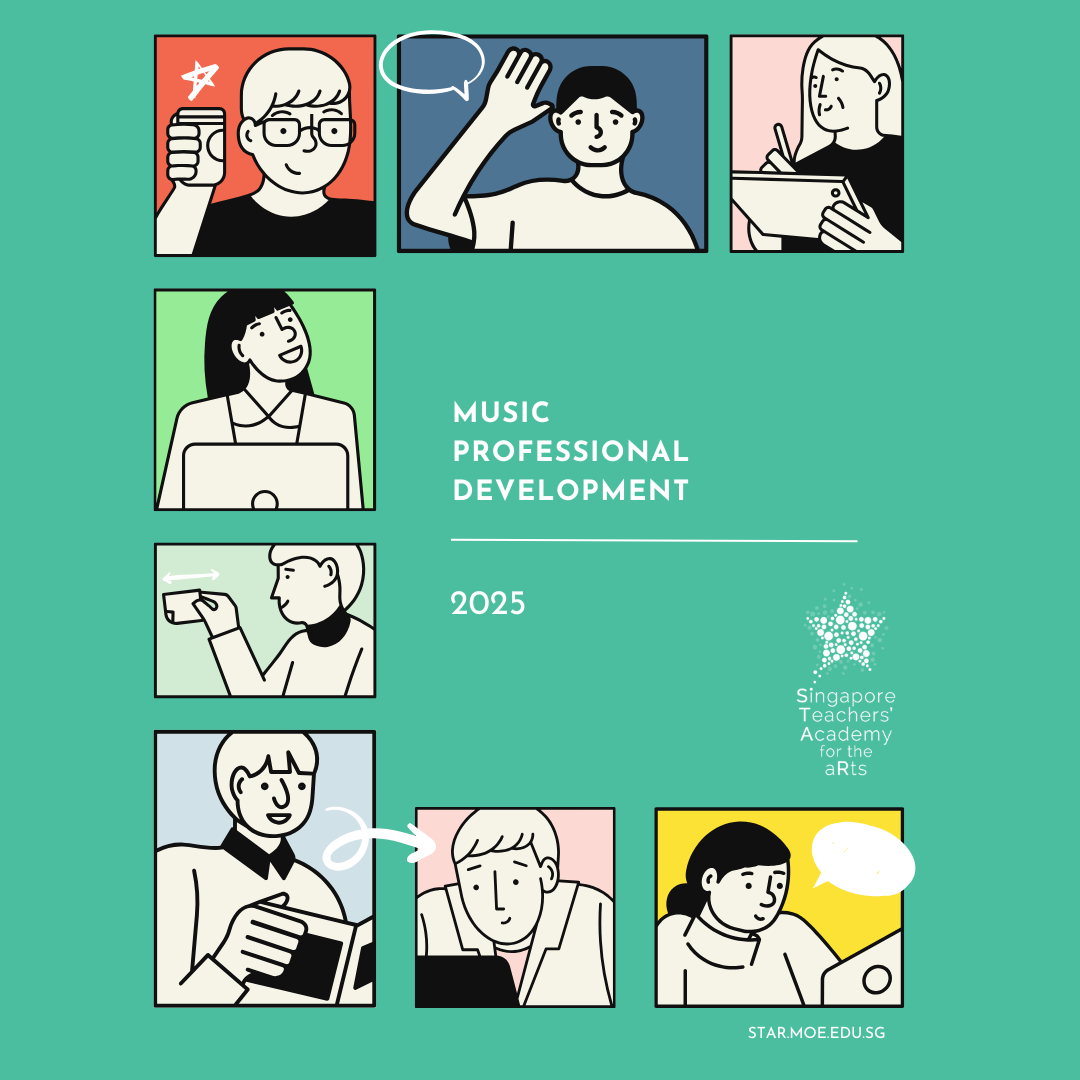 MUSIC
PROFESSIONAL
DEVELOPMENT
2025
Singapore
Teachers'
Academy
for the
aRts
STAR.MOE.EDU.SG